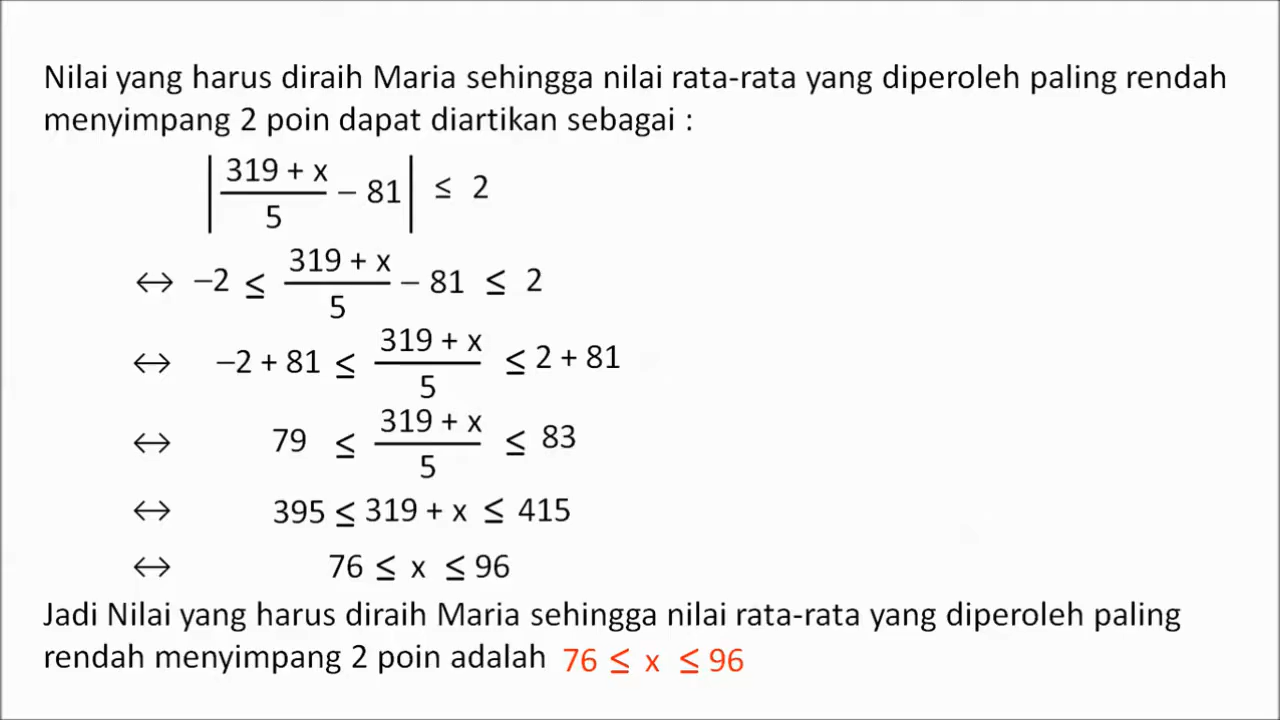 Nilai yang harus diraih Maria sehingga nilai rata-rata yang diperoleh paling rendah
menyimpang 2 poin dapat diartikan sebagai :
|(319 + x)/5 – 81| ≤ 2
↔ –2 ≤ (319 + x)/5 – 81 ≤ 2
↔ –2 + 81 ≤ (319 + x)/5 ≤ 2 + 81
↔ 79 ≤ (319 + x)/5 ≤ 83
↔ 395 ≤ 319 + x ≤ 415
↔ 76 ≤ x ≤ 96
Jadi Nilai yang harus diraih Maria sehingga nilai rata-rata yang diperoleh paling
rendah menyimpang 2 poin adalah 76 ≤ x ≤ 96